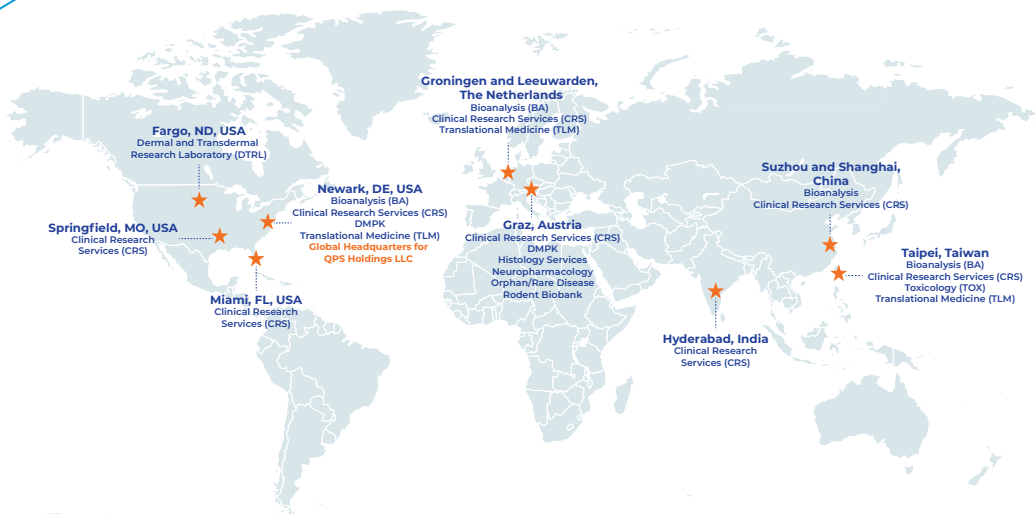 Groningen and Leeuwarden,
The Netherlands
Bioanalysis (BA)
Clinical Research Services (CRS)
Translational Medicine (TLM)
Fargo, ND, USA
Dermal and Transdermal
Research Laboratory (DTRL)
Newark, DE, USA
Bioanalysis (BA)
Clinical Research Services (CRS)
DMPK
Translational Medicine (TLM)
Global Headquarters for
QPS Holdings LLC
Springfield, MO, USA
Clinical Research
Services (CRS)
Miami, FL, USA
Clinical Research
Services (CRS)
Graz, Austria
Clinical Research Services (CRS)
DMPK
Histology Services
Neuropharmacology
Orphan/Rare Disease
Rodent Biobank
Suzhou and Shanghai,
China
Bioanalysis
Clinical Research Services (CRS)
Taipei, Taiwan
Bioanalysis (BA)
Clinical Research Services (CRS)
Toxicology (TOX)
Translational Medicine (TLM)
Hyderabad, India
Clinical Research
Services (CRS)